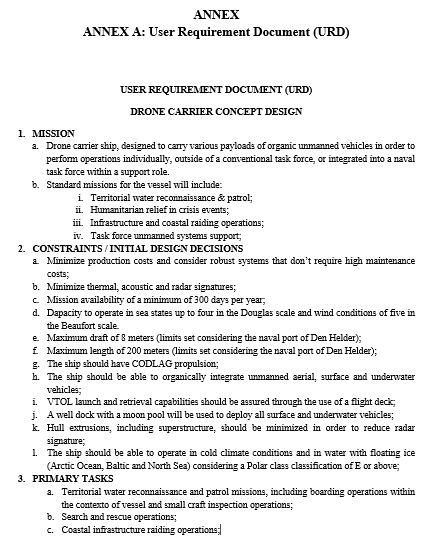 ANNEX
ANNEX A: User Requirement Document (URD)
USER REQUIREMENT DOCUMENT (URD)
DRONE CARRIER CONCEPT DESIGN
1. MISSION
a. Drone carrier ship, designed to carry various payloads of organic unmanned vehicles in order to
perform operations individually, outside of a conventional task force, or integrated into a naval
task force within a support role.
b. Standard missions for the vessel will include:
i. Territorial water reconnaissance & patrol;
ii. Humanitarian relief in crisis events;
iii. Infrastructure and coastal raiding operations;
iv. Task force unmanned systems support;
2. CONSTRAINTS / INITIAL DESIGN DECISIONS
a. Minimize production costs and consider robust systems that don't require high maintenance
costs;
b. Minimize thermal, acoustic and radar signatures;
c. Mission availability of a minimum of 300 days per year;
d. Capacity to operate in sea states up to four in the Douglas scale and wind conditions of five in
the Beaufort scale.
e. Maximum draft of 8 meters (limits set considering the naval port of Den Helder);
f. Maximum length of 200 meters (limits set considering the naval port of Den Helder);
g. The ship should have CODLAG propulsion;
h. The ship should be able to organically integrate unmanned aerial, surface and underwater
vehicles;
i. VTOL launch and retrieval capabilities should be assured through the use of a flight deck;
j. A well dock with a moon pool will be used to deploy all surface and underwater vehicles;
k. Hull extrusions, including superstructure, should be minimized in order to reduce radar
signature;
l. The ship should be able to operate in cold climate conditions and in water with floating ice
(Arctic Ocean, Baltic and North Sea) considering a Polar class classification of E or above;
3. PRIMARY TASKS
a. Territorial water reconnaissance and patrol missions, including boarding operations within
the contexto of vessel and small craft inspection operations;
b. Search and rescue operations;
c. Coastal infrastructure raiding operations;